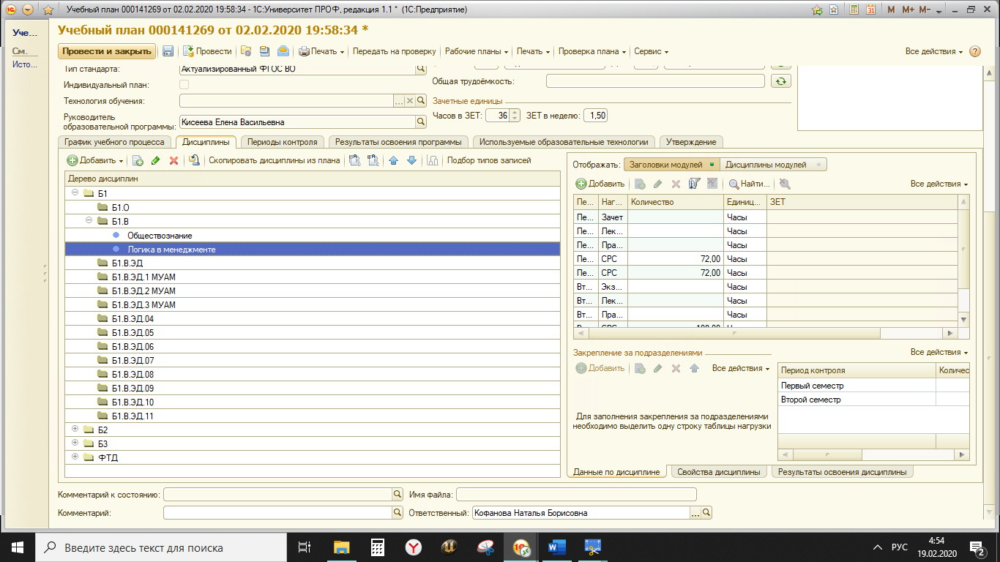 Учебный план 000141269 от 02.02.2020 19:58:34 - 1С:Университет ПРОФ, редакция 1.1 * (1С:Предприятие)
M M+ M-
Уче...
См.
Исто...
Учебный план 000141269 от 02.02.2020 19:58:34 *
Провести и закрыть Провести Печать Передать на проверку Рабочие планы Печать Проверка плана Сервис Все действия
Тип стандарта: Актуализированный ФГОС ВО
Индивидуальный план: Общая трудоёмкость:
Технология обучения: ... Зачетные единицы
Руководитель
образовательной программы: Кисеева Елена Васильевна Часов в ЗЕТ: 36 ЗЕТ в неделю: 1,50
График учебного процесса Дисциплины Периоды контроля Результаты освоения программы Используемые образовательные технологии Утверждение
Добавить Скопировать дисциплины из плана Подбор типов записей
Дерево дисциплин
Б1
Б1.О
Б1.В
Обществознание
Логика в менеджменте
Б1.В.ЭД
Б1.В.ЭД.1 МУАМ
Б1.В.ЭД.2 МУАМ
Б1.В.ЭД.3 МУАМ
Б1.В.ЭД.04
Б1.В.ЭД.05
Б1.В.ЭД.06
Б1.В.ЭД.07
Б1.В.ЭД.08
Б1.В.ЭД.09
Б1.В.ЭД.10
Б1.В.ЭД.11
Б2
Б3
ФТД
Отображать: Заголовки модулей Дисциплины модулей
Добавить Найти... Все действия
Пе... Наг... Количество Единиц... ЗЕТ
Пе... Зачет Часы
Пе... Лек... Часы
Пе... Пра... Часы
Пе... СРС 72,00 Часы
Пе... СРС 72,00 Часы
Вт... Экз... Часы
Вт... Лек... Часы
Вт... Пра... Часы
Закрепление за подразделениями Все действия
Добавить Все действия
Для заполнения закрепления за подразделениями
необходимо выделить одну строку таблицы нагрузки
Период контроля Количес
Первый семестр
Второй семестр
Данные по дисциплине Свойства дисциплины Результаты освоения дисциплины
Комментарий к состоянию: Имя файла:
Комментарий: Ответственный: Кофанова Наталья Борисовна ...
Введите здесь текст для поиска
РУС
4:54
19.02.2020
2